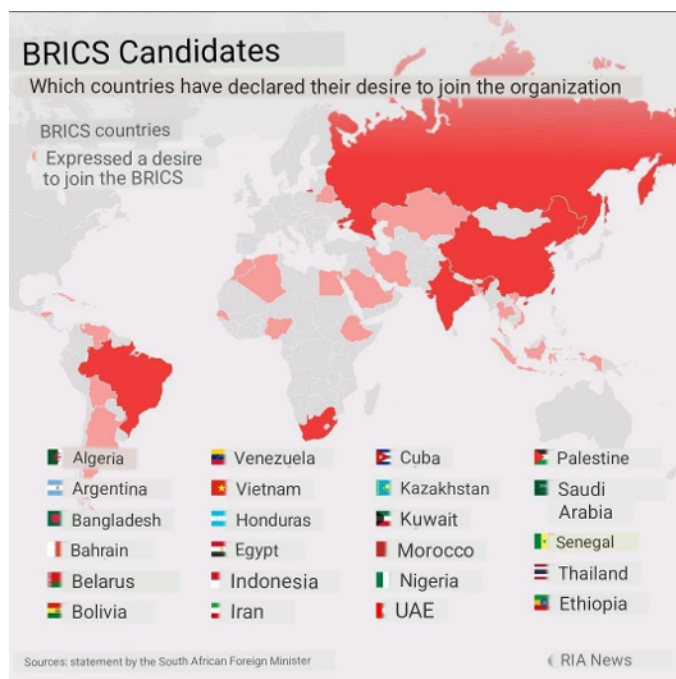 BRICS Candidates
Which countries have declared their desire to join the organization
BRICS countries
Expressed a desire
to join the BRICS
Algeria
Argentina
Bangladesh
Bahrain
Belarus
Bolivia
Venezuela
Vietnam
Honduras
Egypt
Indonesia
Iran
Cuba
Kazakhstan
Kuwait
Morocco
Nigeria
UAE
Palestine
Saudi
Arabia
Senegal
Thailand
Ethiopia
Sources: statement by the South African Foreign Minister
RIA News